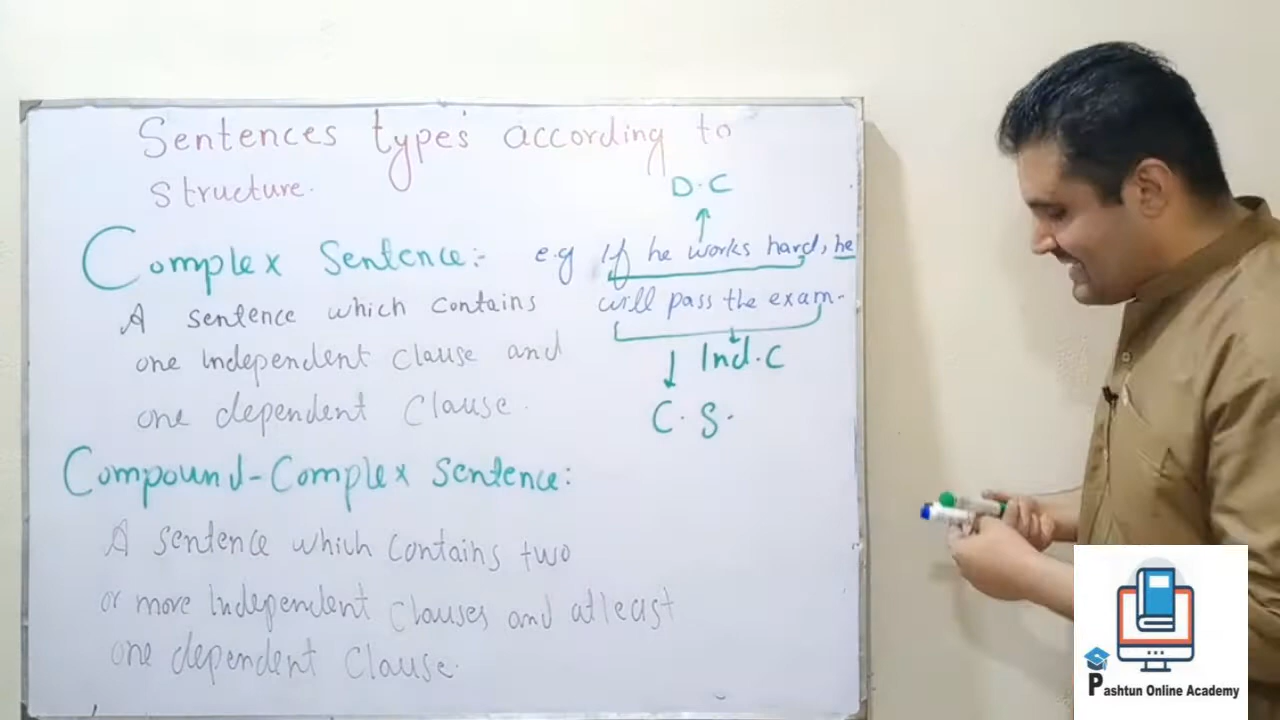 Sentences types according to
structure.
D.C
Complex Sentence:- e.g If he works hard, he
will pass the exam.
A sentence which contains
one independent clause and
one dependent Clause.
Ind.C
C.S.
Compound-Complex sentence:
A sentence which contains two
or more independent clauses and atleast
one dependent clause.
Pashtun Online Academy